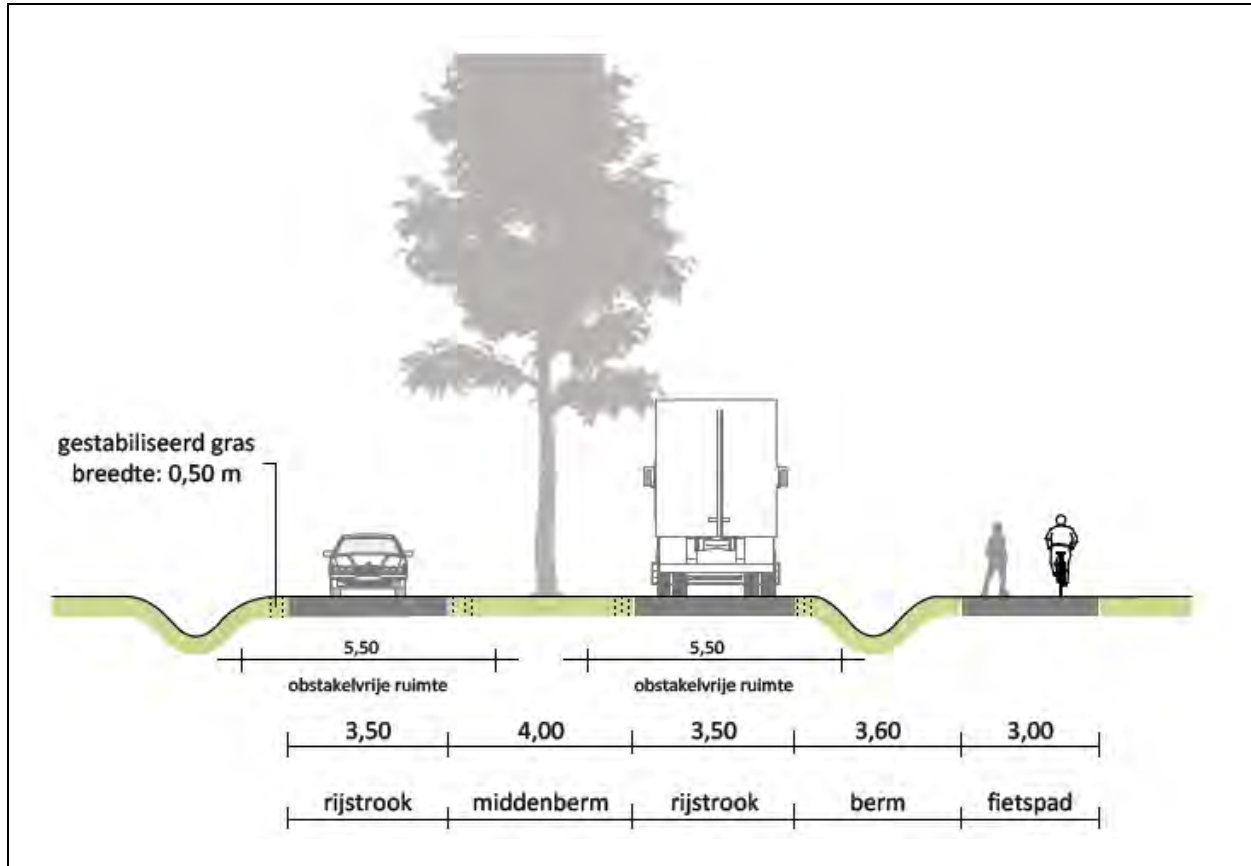 gestabiliseerd gras
breedte: 0,50 m
5,50 5,50
obstakelvrije ruimte obstakelvrije ruimte
3,50 4,00 3,50 3,60 3,00
rijstrook middenberm rijstrook berm fietspad